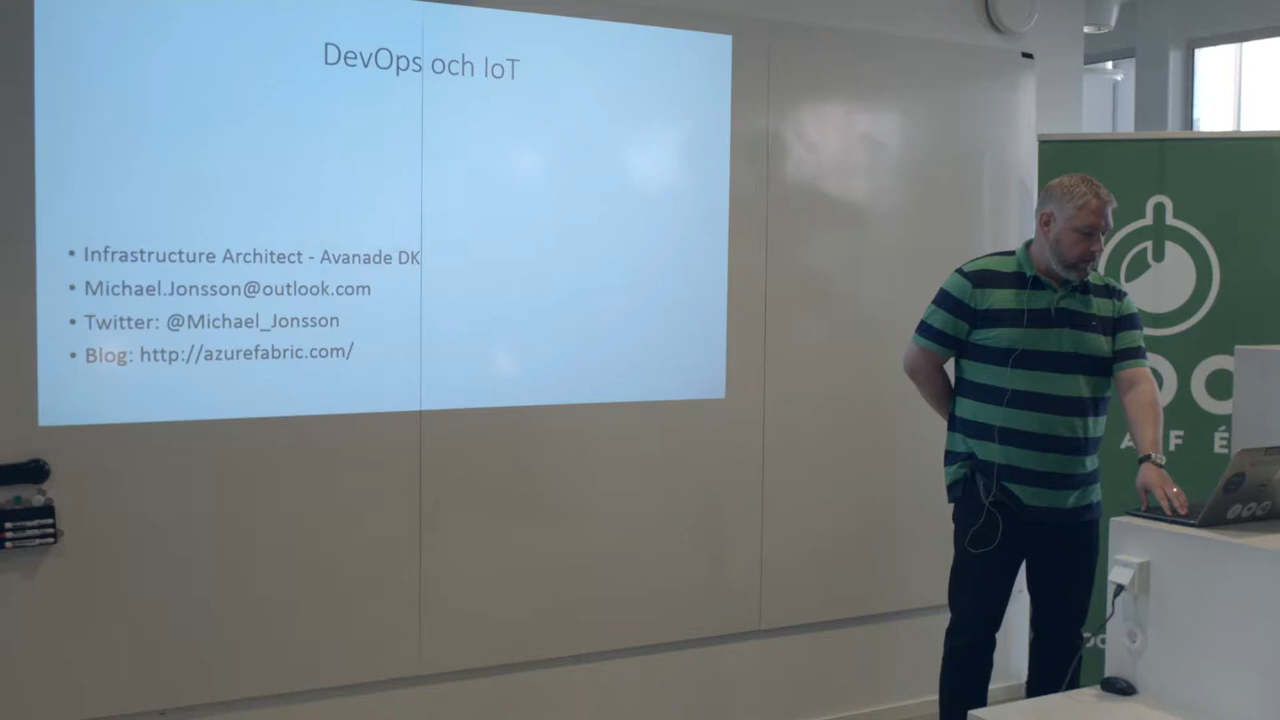 DevOps och IoT
• Infrastructure Architect - Avanade DK
• Michael.Jonsson@outlook.com
• Twitter: @Michael_Jonsson
• Blog: http://azurefabric.com/